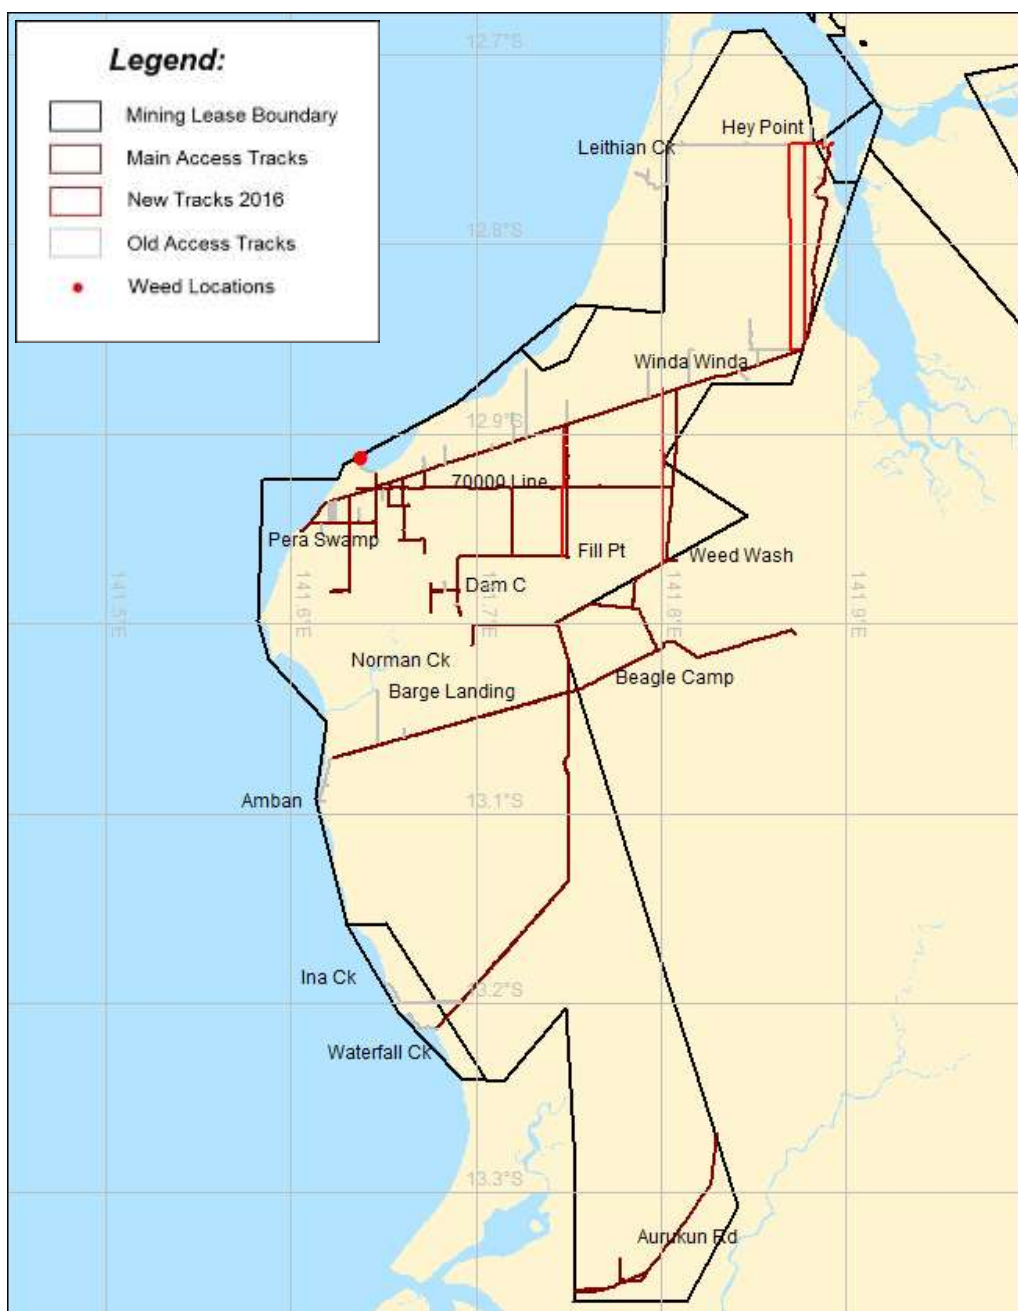 Legend:
Mining Lease Boundary
Main Access Tracks
New Tracks 2016
Old Access Tracks
Weed Locations
12.7°S
Hey Point
Leithian Ck
12.8°S
Winda Winda
12.9°S
70000 Line
Pera Swamp
Fill Pt
Weed Wash
Dam C
141.5°E
141.6°E
141.7°E
141.8°E
141.9°E
Norman Ck
Beagle Camp
Barge Landing
Amban
13.1°S
Ina Ck
13.2°S
Waterfall Ck
13.3°S
Aurukun Rd